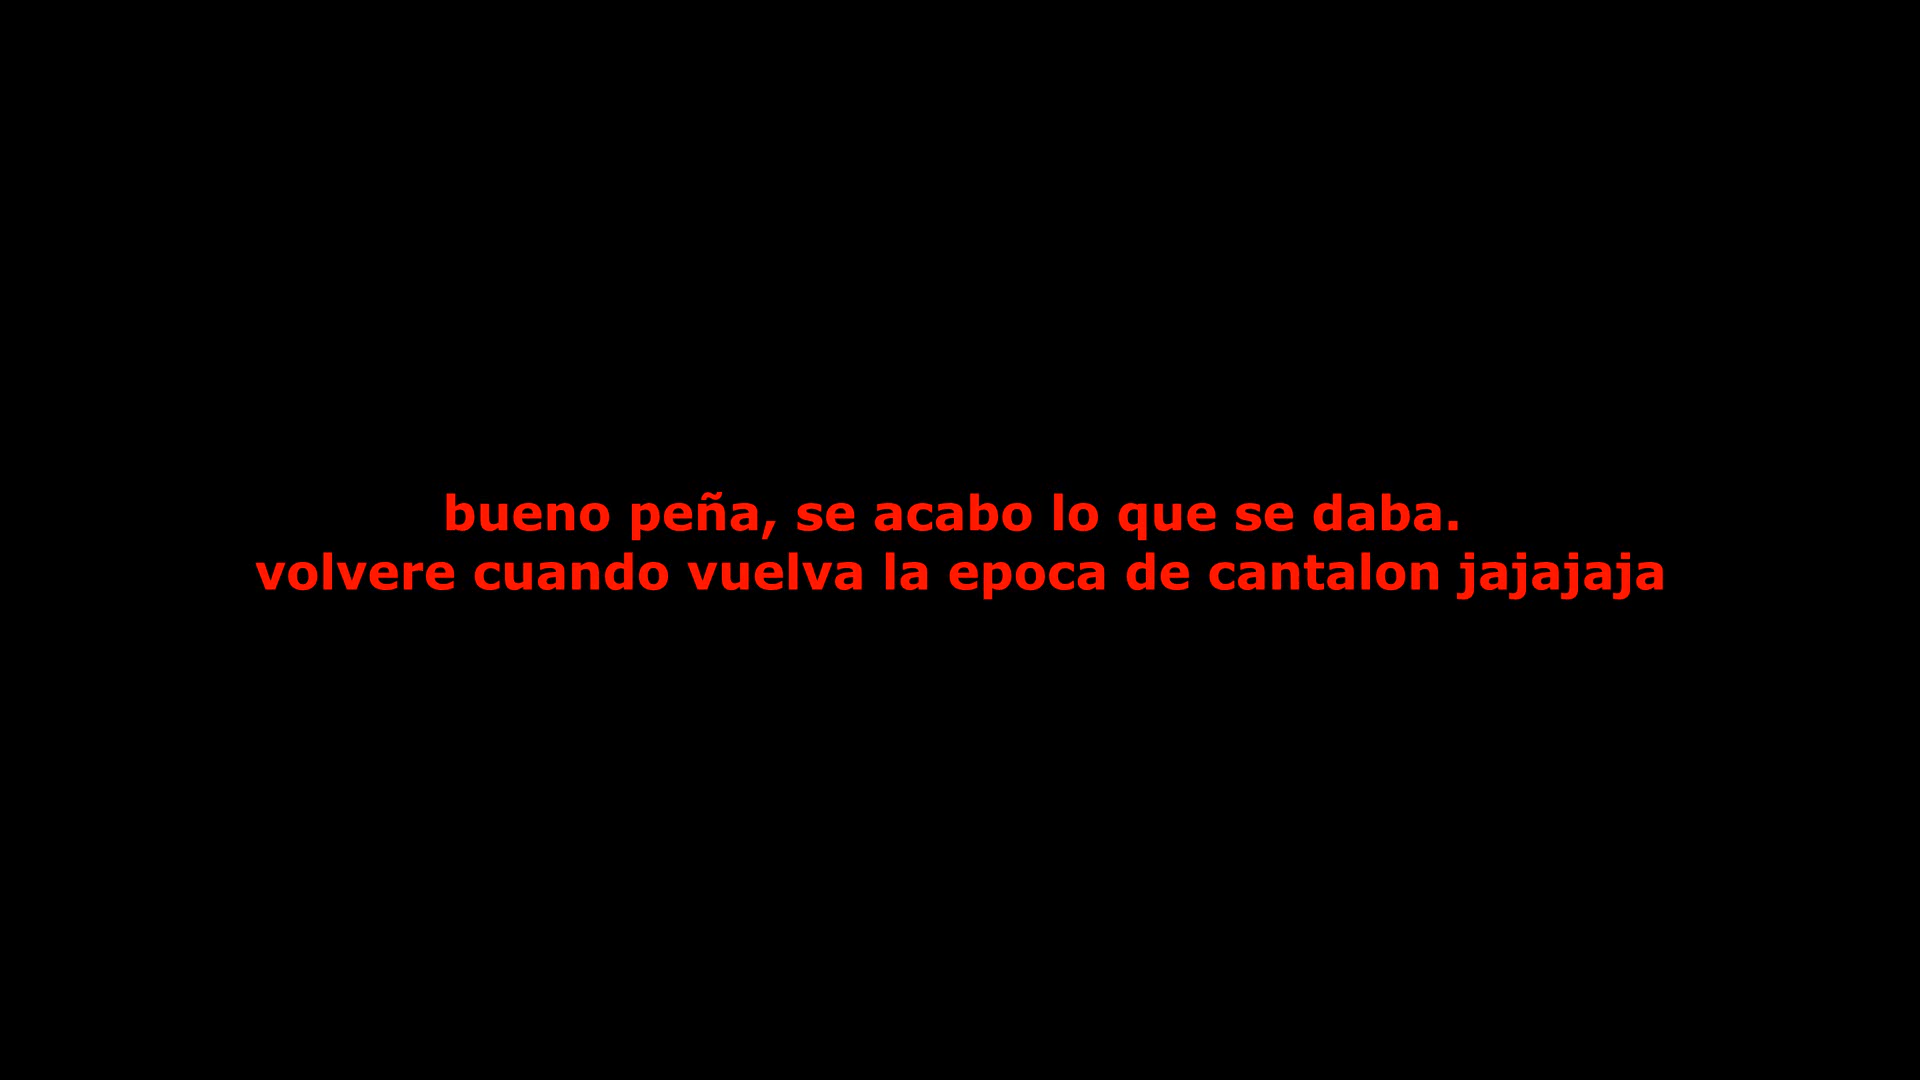 bueno peña, se acabo lo que se daba.
volvere cuando vuelva la epoca de cantalon jajajaja